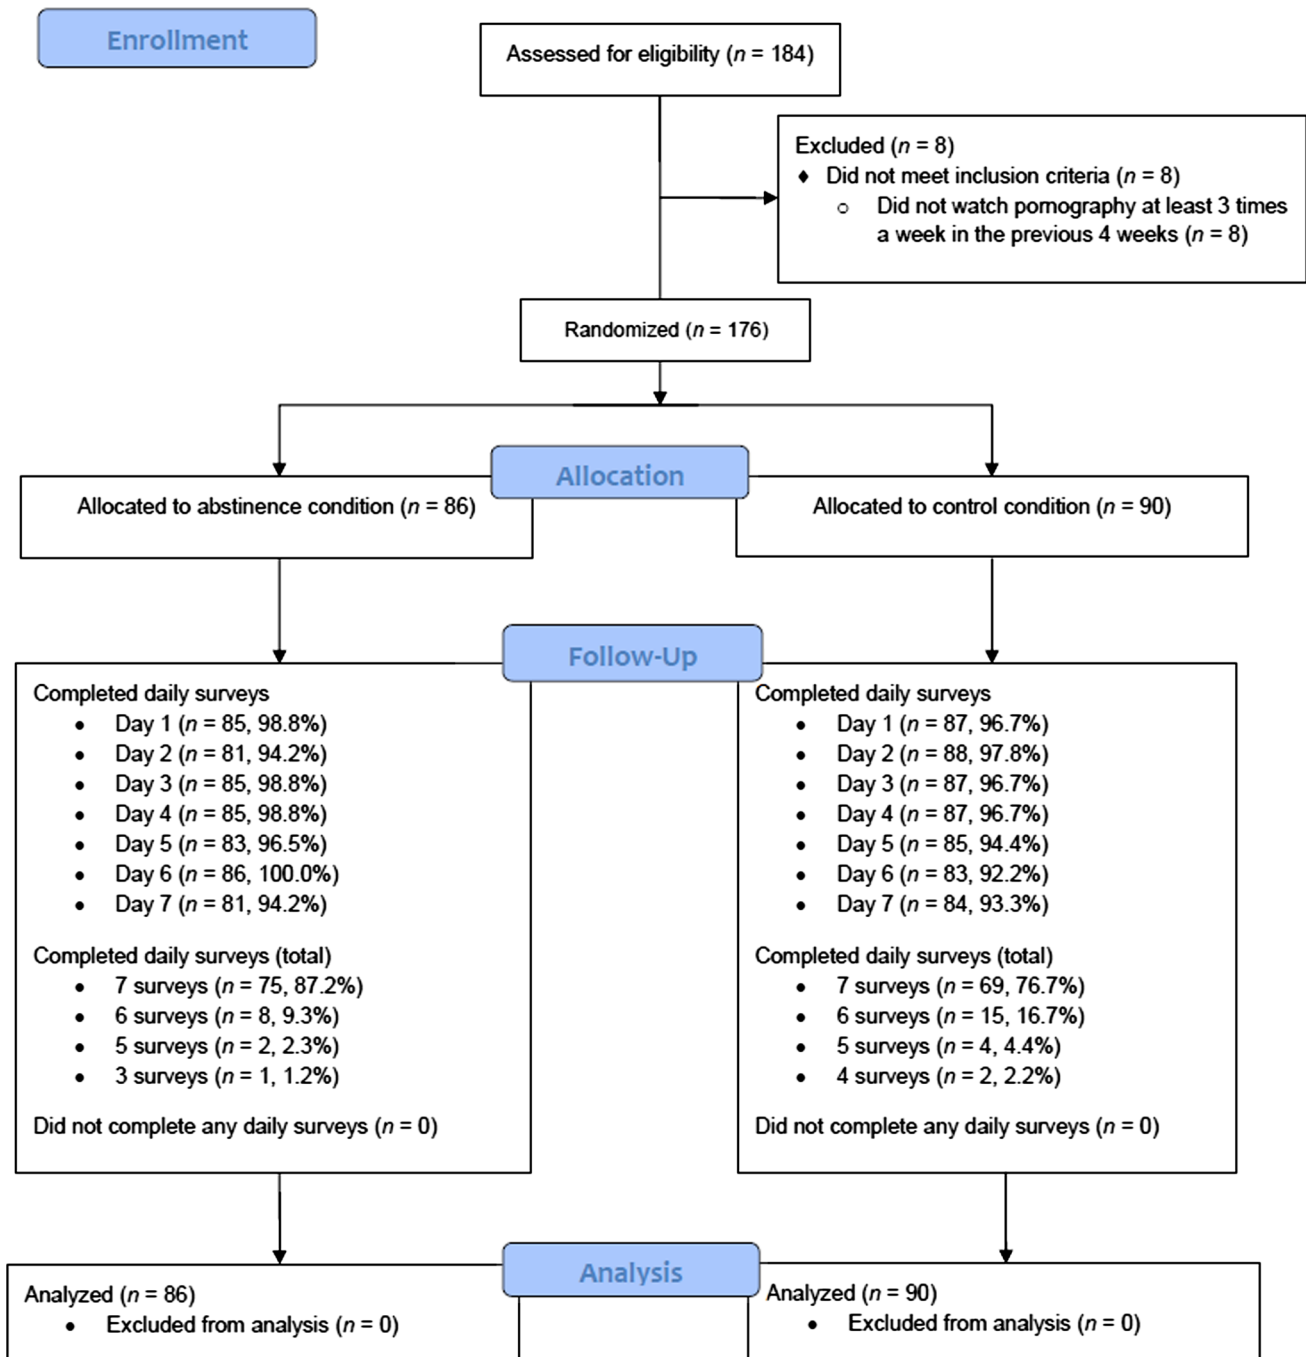 Enrollment
Assessed for eligibility (n = 184)
Excluded (n = 8)
♦ Did not meet inclusion criteria (n = 8)
o Did not watch pornography at least 3 times
a week in the previous 4 weeks (n = 8)
Randomized (n = 176)
Allocation
Allocated to abstinence condition (n = 86)
Allocated to control condition (n = 90)
Follow-Up
Completed daily surveys
• Day 1 (n = 85, 98.8%)
• Day 2 (n = 81, 94.2%)
• Day 3 (n = 85, 98.8%)
• Day 4 (n = 85, 98.8%)
• Day 5 (n = 83, 96.5%)
• Day 6 (n = 86, 100.0%)
• Day 7 (n = 81, 94.2%)
Completed daily surveys (total)
• 7 surveys (n = 75, 87.2%)
• 6 surveys (n = 8, 9.3%)
• 5 surveys (n = 2, 2.3%)
• 3 surveys (n = 1, 1.2%)
Did not complete any daily surveys (n = 0)
Completed daily surveys
• Day 1 (n = 87, 96.7%)
• Day 2 (n = 88, 97.8%)
• Day 3 (n = 87, 96.7%)
• Day 4 (n = 87, 96.7%)
• Day 5 (n = 85, 94.4%)
• Day 6 (n = 83, 92.2%)
• Day 7 (n = 84, 93.3%)
Completed daily surveys (total)
• 7 surveys (n = 69, 76.7%)
• 6 surveys (n = 15, 16.7%)
• 5 surveys (n = 4, 4.4%)
• 4 surveys (n = 2, 2.2%)
Did not complete any daily surveys (n = 0)
Analysis
Analyzed (n = 86)
• Excluded from analysis (n = 0)
Analyzed (n = 90)
• Excluded from analysis (n = 0)